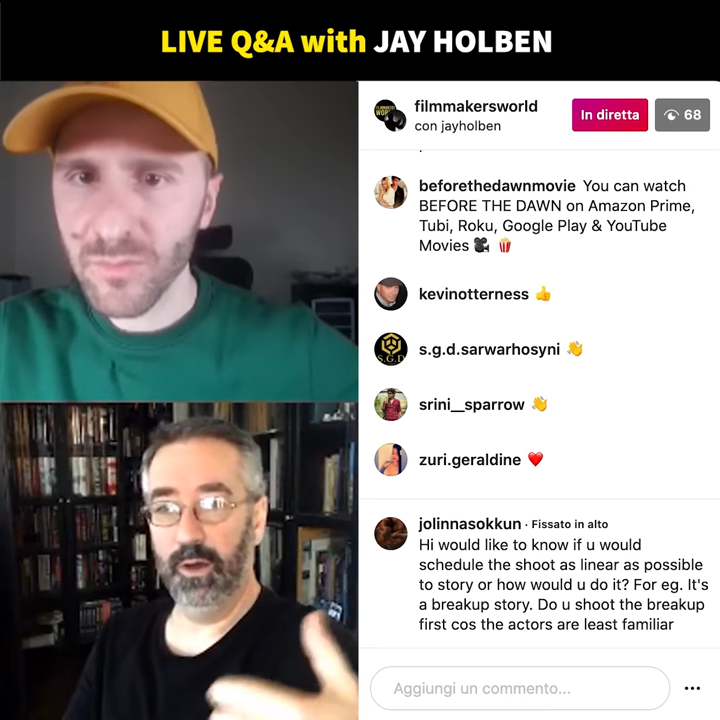 LIVE Q&A with JAY HOLBEN
filmmakersworld
con jayholben
In diretta
68
beforethedawnmovie You can watch
BEFORE THE DAWN on Amazon Prime,
Tubi, Roku, Google Play & YouTube
Movies 🎥 🍿
kevinotterness 👍
s.g.d.sarwarhosyni 👋
S.G.D
srini__sparrow 👋
zuri.geraldine ❤️
jolinnasokkun · Fissato in alto
Hi would like to know if u would
schedule the shoot as linear as possible
to story or how would u do it? For eg. It's
a breakup story. Do u shoot the breakup
first cos the actors are least familiar
Aggiungi un commento...